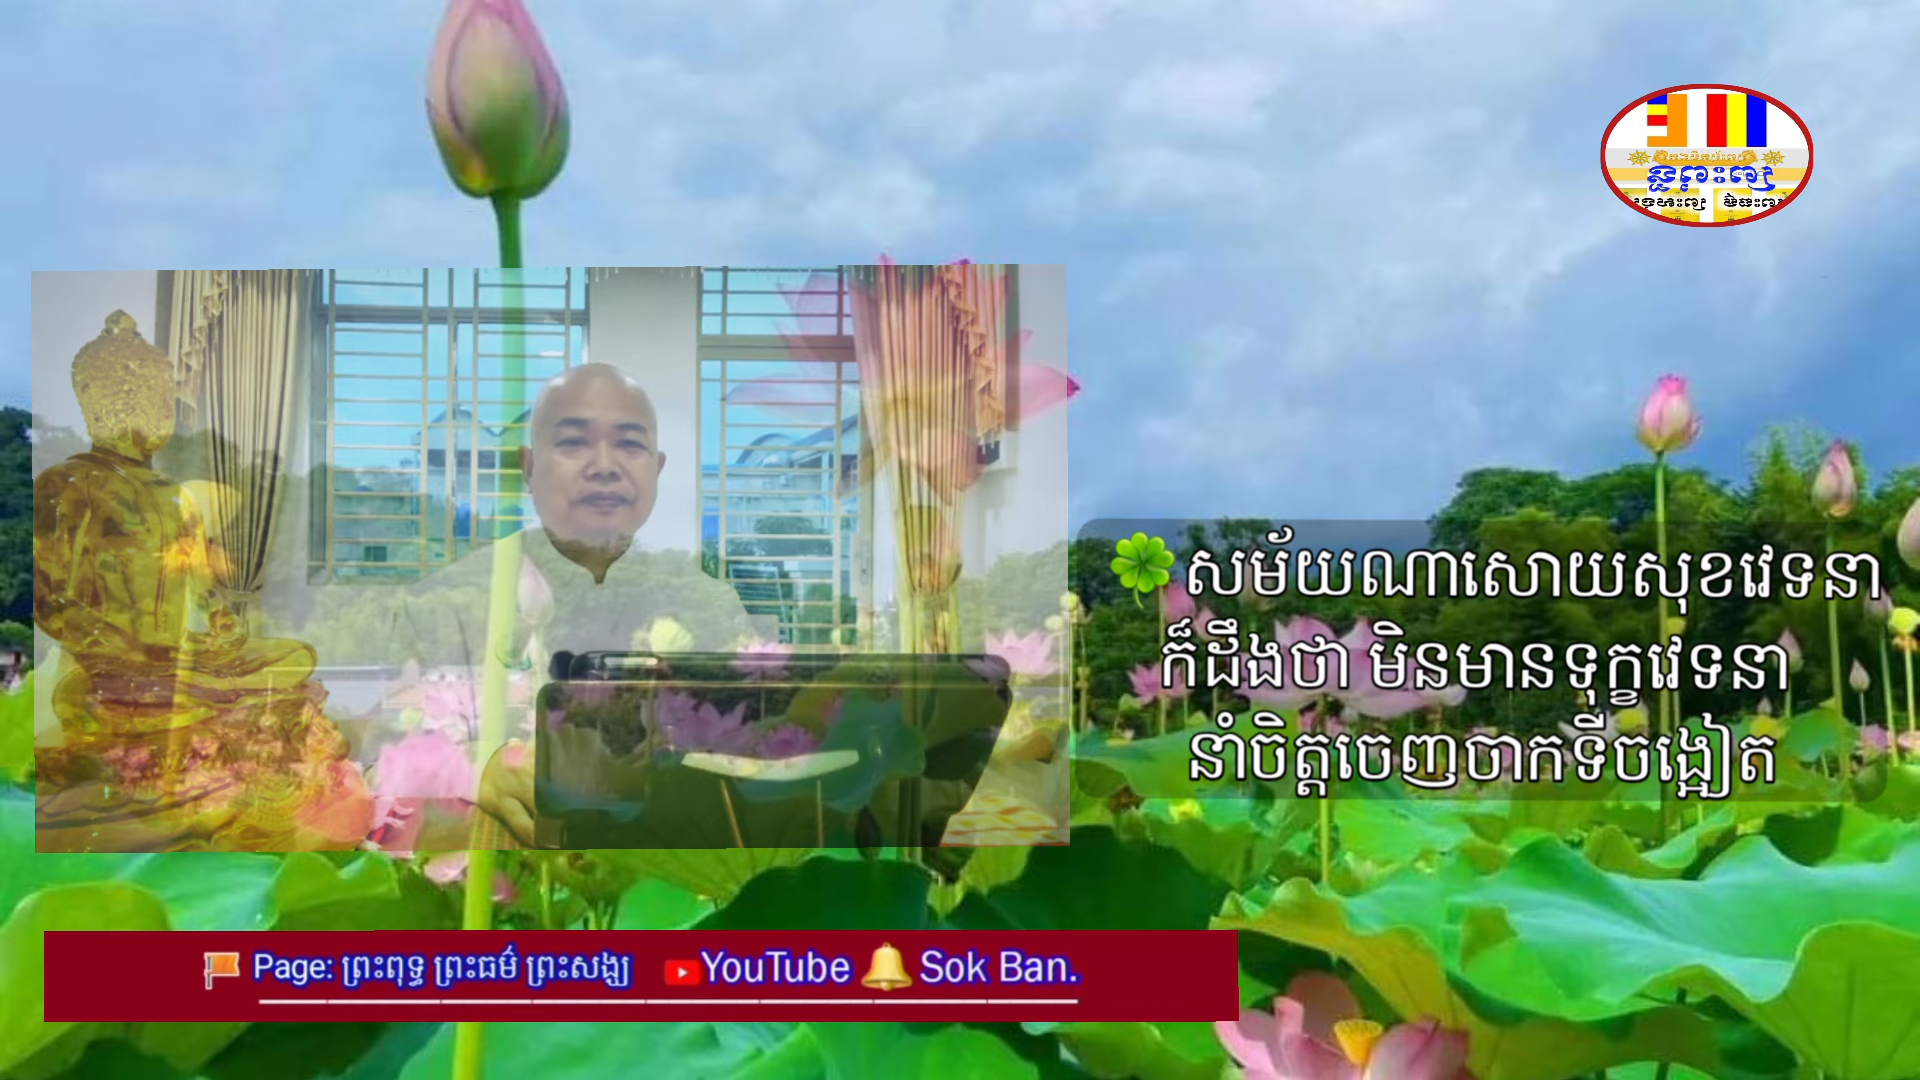 សម័យណាសោយសុខវេទនា
ក៏ដឹងថា មិនមានទុក្ខវេទនា
នាំចិត្តចេញចាកទីចង្អៀត
Page: ព្រះពុទ្ធ ព្រះធម៌ ព្រះសង្ឃ YouTube Sok Ban.